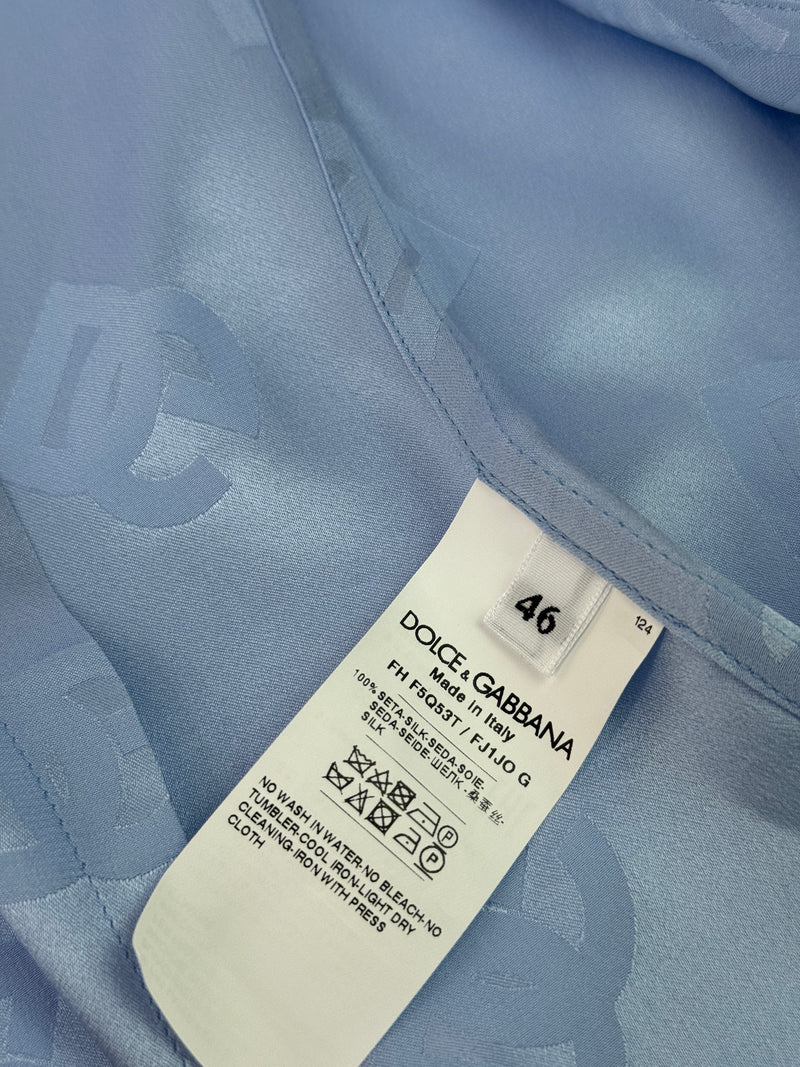 46
124
DOLCE & GABBANA
Made in Italy
FH F5Q53T / FJ1JO G
100% SETA-SILK-SEDA-SOIE-
SEDA-SEIDE-ШЕЛК-桑蚕丝-
SILK
P
P
NO WASH IN WATER-NO BLEACH-NO
TUMBLER-COOL IRON-LIGHT DRY
CLEANING-IRON WITH PRESS
CLOTH
DG